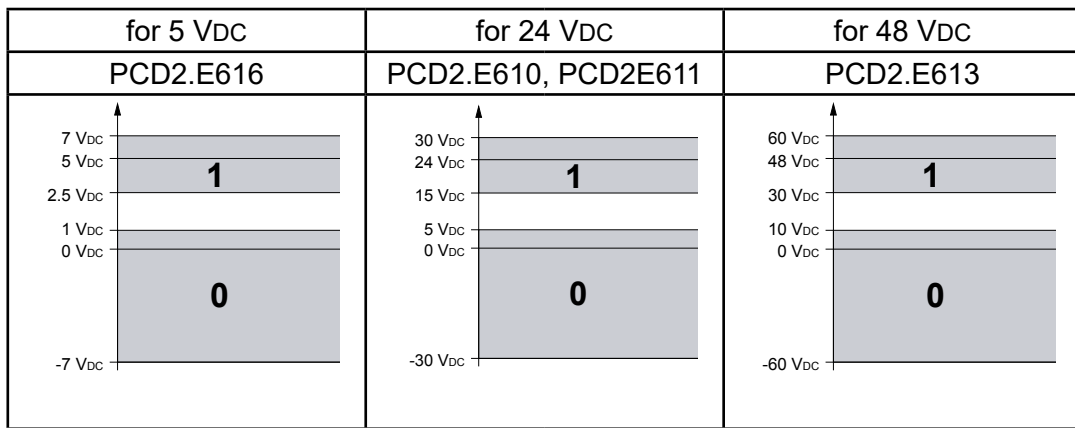 for 5 VDC
for 24 VDC
for 48 VDC
PCD2.E616
PCD2.E610, PCD2E611
PCD2.E613
7 VDC
5 VDC
1
2.5 VDC
1 VDC
0 VDC
0
-7 VDC
30 VDC
24 VDC
1
15 VDC
5 VDC
0 VDC
0
-30 VDC
60 VDC
48 VDC
1
30 VDC
10 VDC
0 VDC
0
-60 VDC